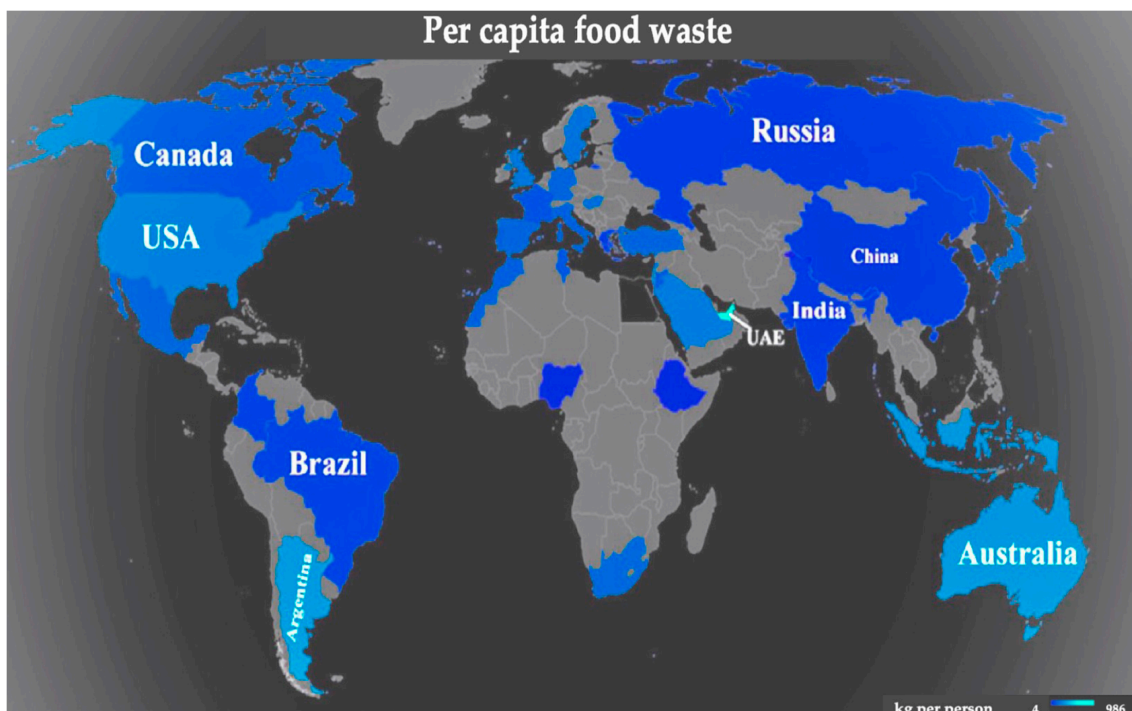 Per capita food waste
Canada
Russia
USA
China
India
UAE
Brazil
Australia
Argentina
kg per person 4 986